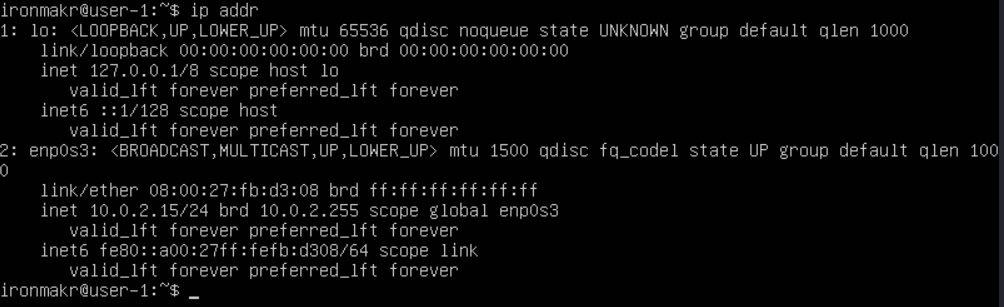 ironmakr@user-1:~$ ip addr
1: lo: <LOOPBACK,UP,LOWER_UP> mtu 65536 qdisc noqueue state UNKNOWN group default qlen 1000
    link/loopback 00:00:00:00:00:00 brd 00:00:00:00:00:00
    inet 127.0.0.1/8 scope host lo
       valid_lft forever preferred_lft forever
    inet6 ::1/128 scope host
       valid_lft forever preferred_lft forever
2: enp0s3: <BROADCAST,MULTICAST,UP,LOWER_UP> mtu 1500 qdisc fq_codel state UP group default qlen 100
0
    link/ether 08:00:27:fb:d3:08 brd ff:ff:ff:ff:ff:ff
    inet 10.0.2.15/24 brd 10.0.2.255 scope global enp0s3
       valid_lft forever preferred_lft forever
    inet6 fe80::a00:27ff:fefb:d308/64 scope link
       valid_lft forever preferred_lft forever
ironmakr@user-1:~$ _